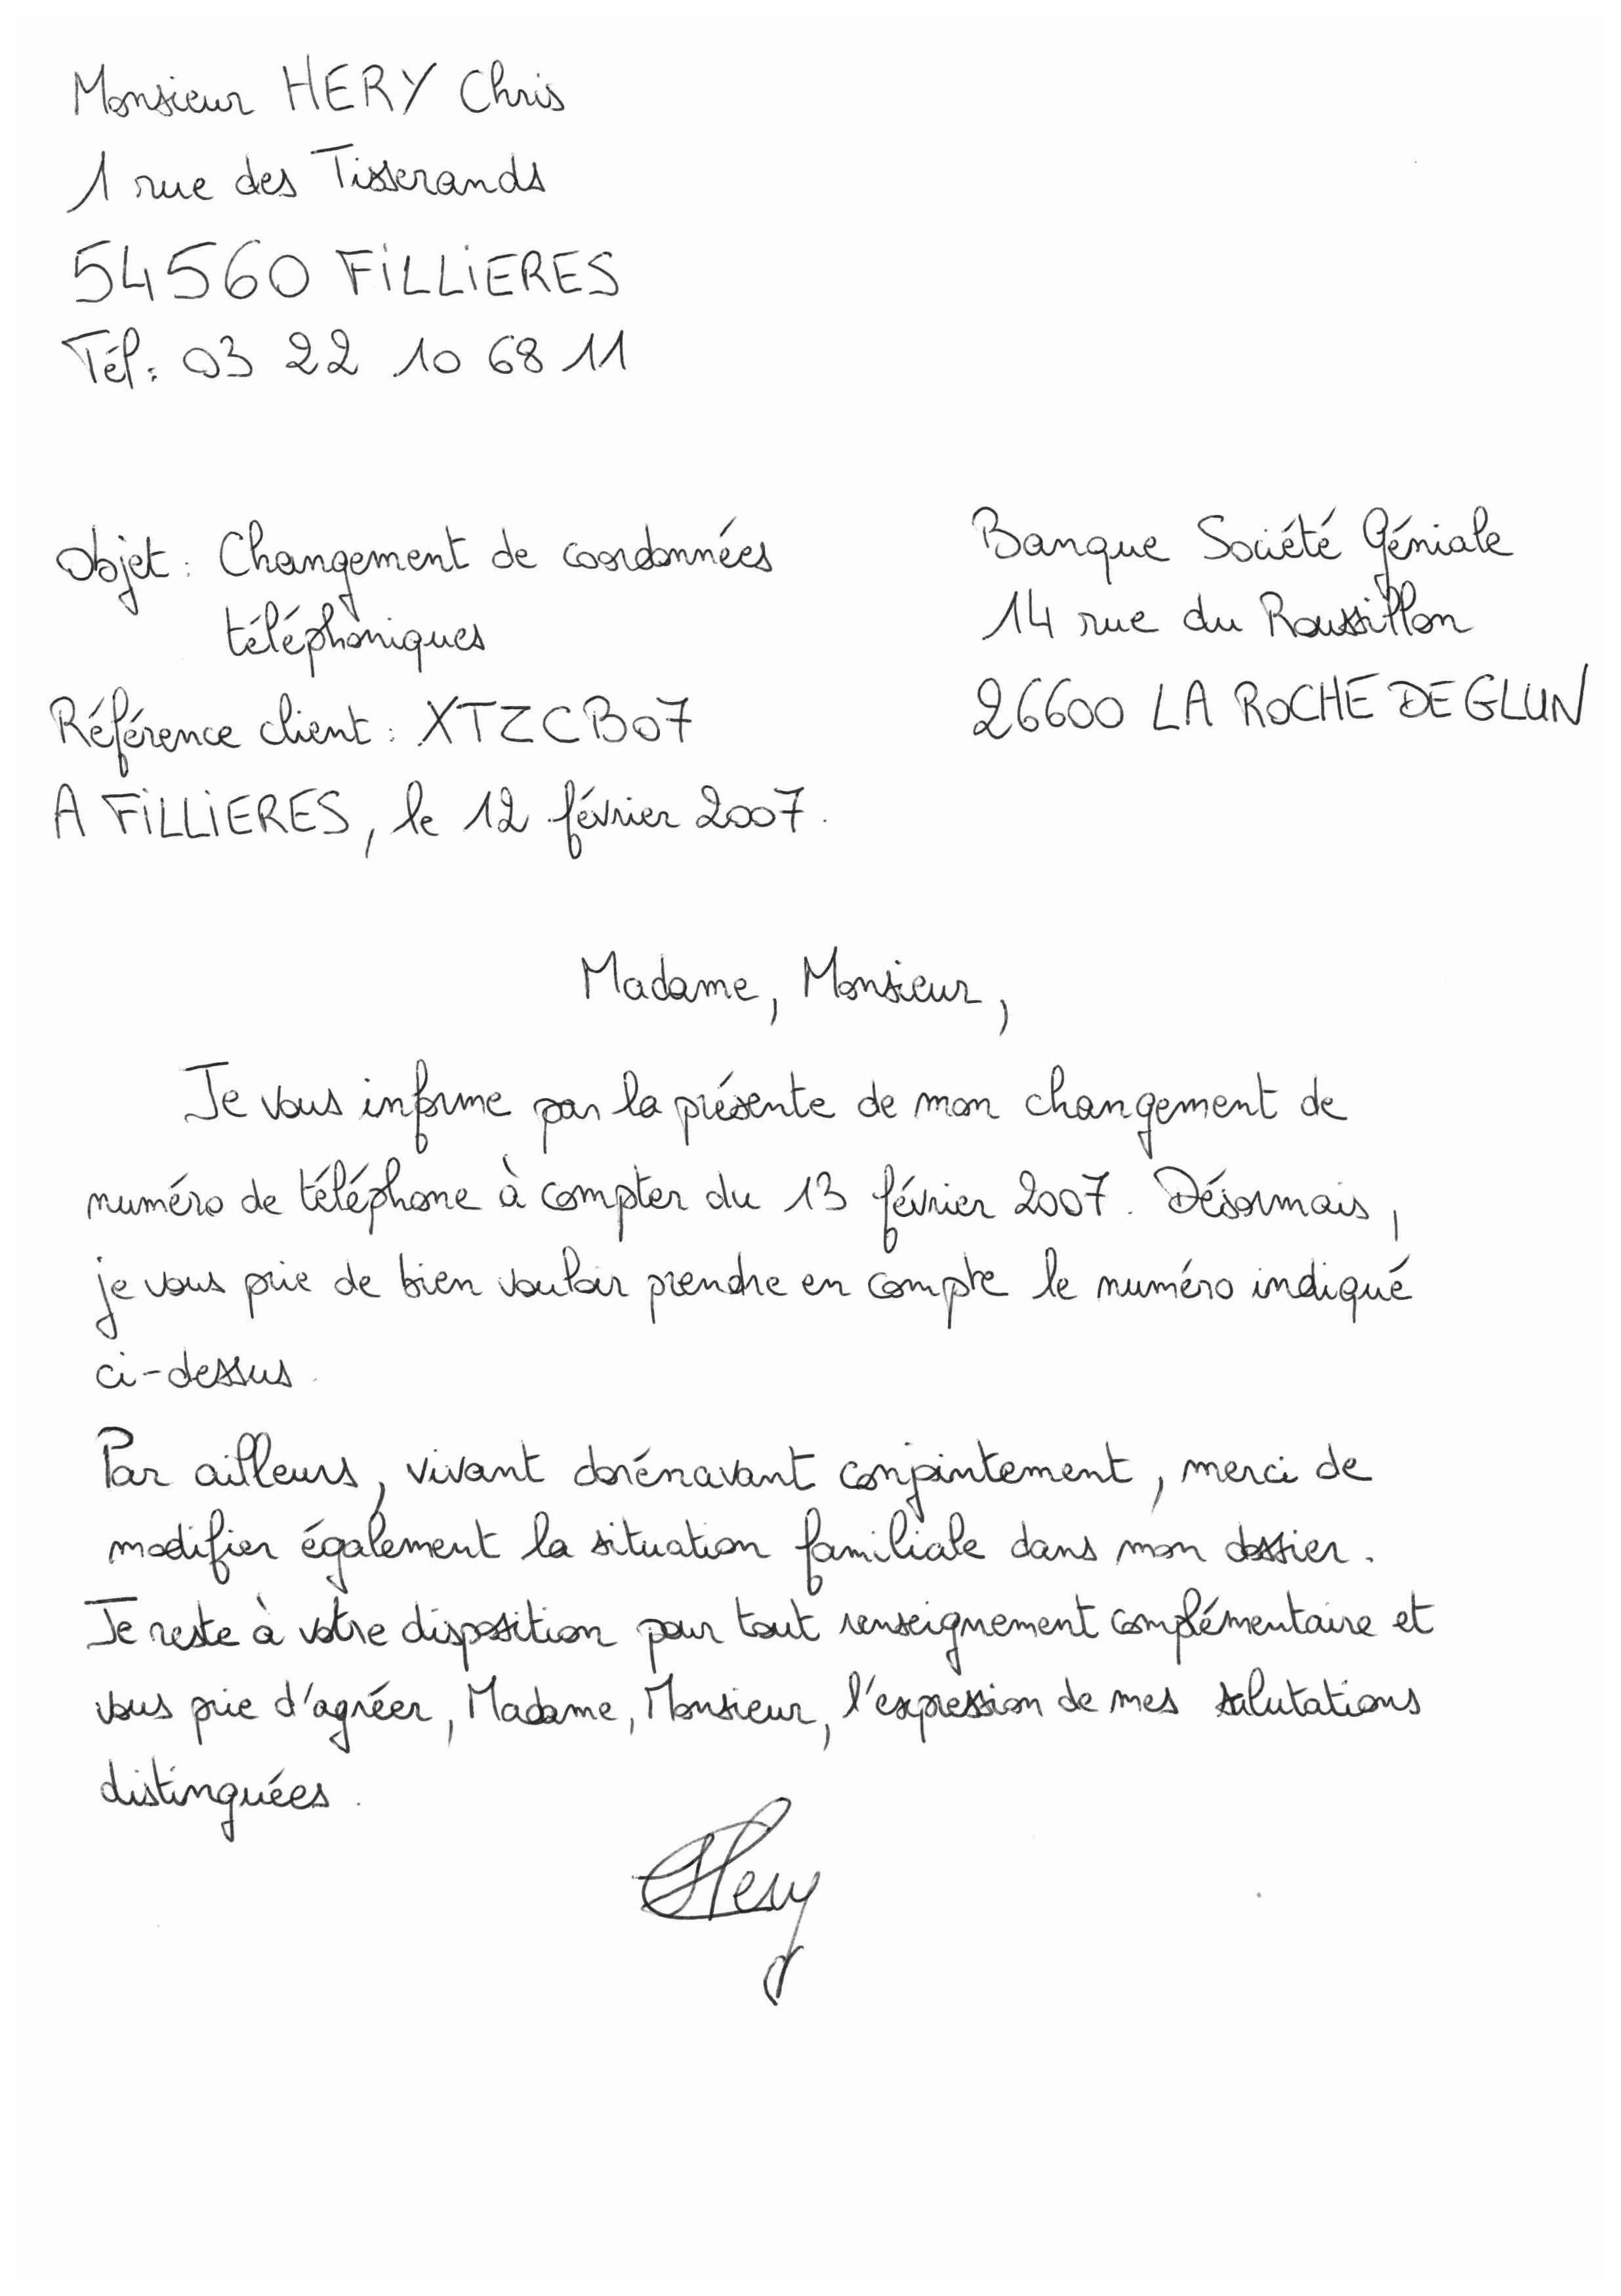 Monsieur HERY Chris
1 rue des Tisserands
54560 FILLIERES
Tél: 03 22 10 68 11
Objet: Changement de coordonnées
téléphoniques
Référence client: XTZCB07
A FILLIERES, le 12 février 2007.
Banque Société Géniale
14 rue du Roussillon
26600 LA ROCHE DE GLUN
Madame, Monsieur,
Je vous informe par la présente de mon changement de
numéro de téléphone à compter du 13 février 2007. Désormais,
je vous prie de bien vouloir prendre en compte le numéro indiqué
ci-dessus.
Par ailleurs, vivant dorénavant conjointement, merci de
modifier également la situation familiale dans mon dossier.
Je reste à votre disposition pour tout renseignement complémentaire et
vous prie d'agréer, Madame, Monsieur, l'expression de mes salutations
distinguées.
Hery